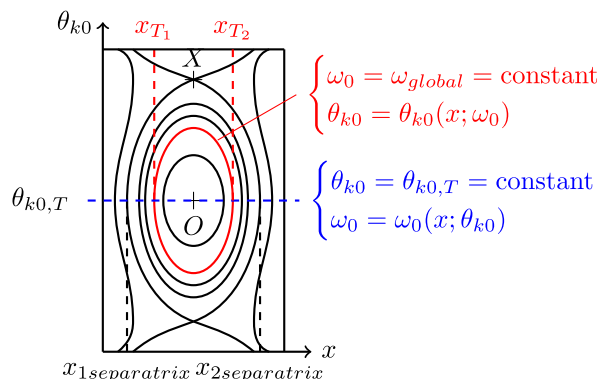 θ_{k0}
x_{T_1} x_{T_2}
X
ω_0 = ω_{global} = constant
θ_{k0} = θ_{k0}(x; ω_0)
θ_{k0} = θ_{k0,T} = constant
ω_0 = ω_0(x; θ_{k0})
θ_{k0,T}
O
x
x_{1separatrix} x_{2separatrix}